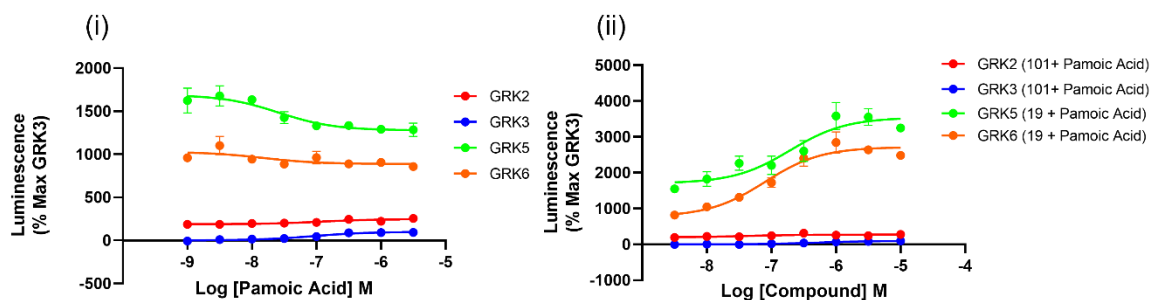 (i)
Luminescence
(% Max GRK3)
2000
1500
1000
500
0
-500
-9
-8
-7
-6
-5
Log [Pamoic Acid] M
GRK2
GRK3
GRK5
GRK6
(ii)
Luminescence
(% Max GRK3)
5000
4000
3000
2000
1000
0
-1000
-8
-7
-6
-5
-4
Log [Compound] M
GRK2 (101+ Pamoic Acid)
GRK3 (101+ Pamoic Acid)
GRK5 (19 + Pamoic Acid)
GRK6 (19 + Pamoic Acid)